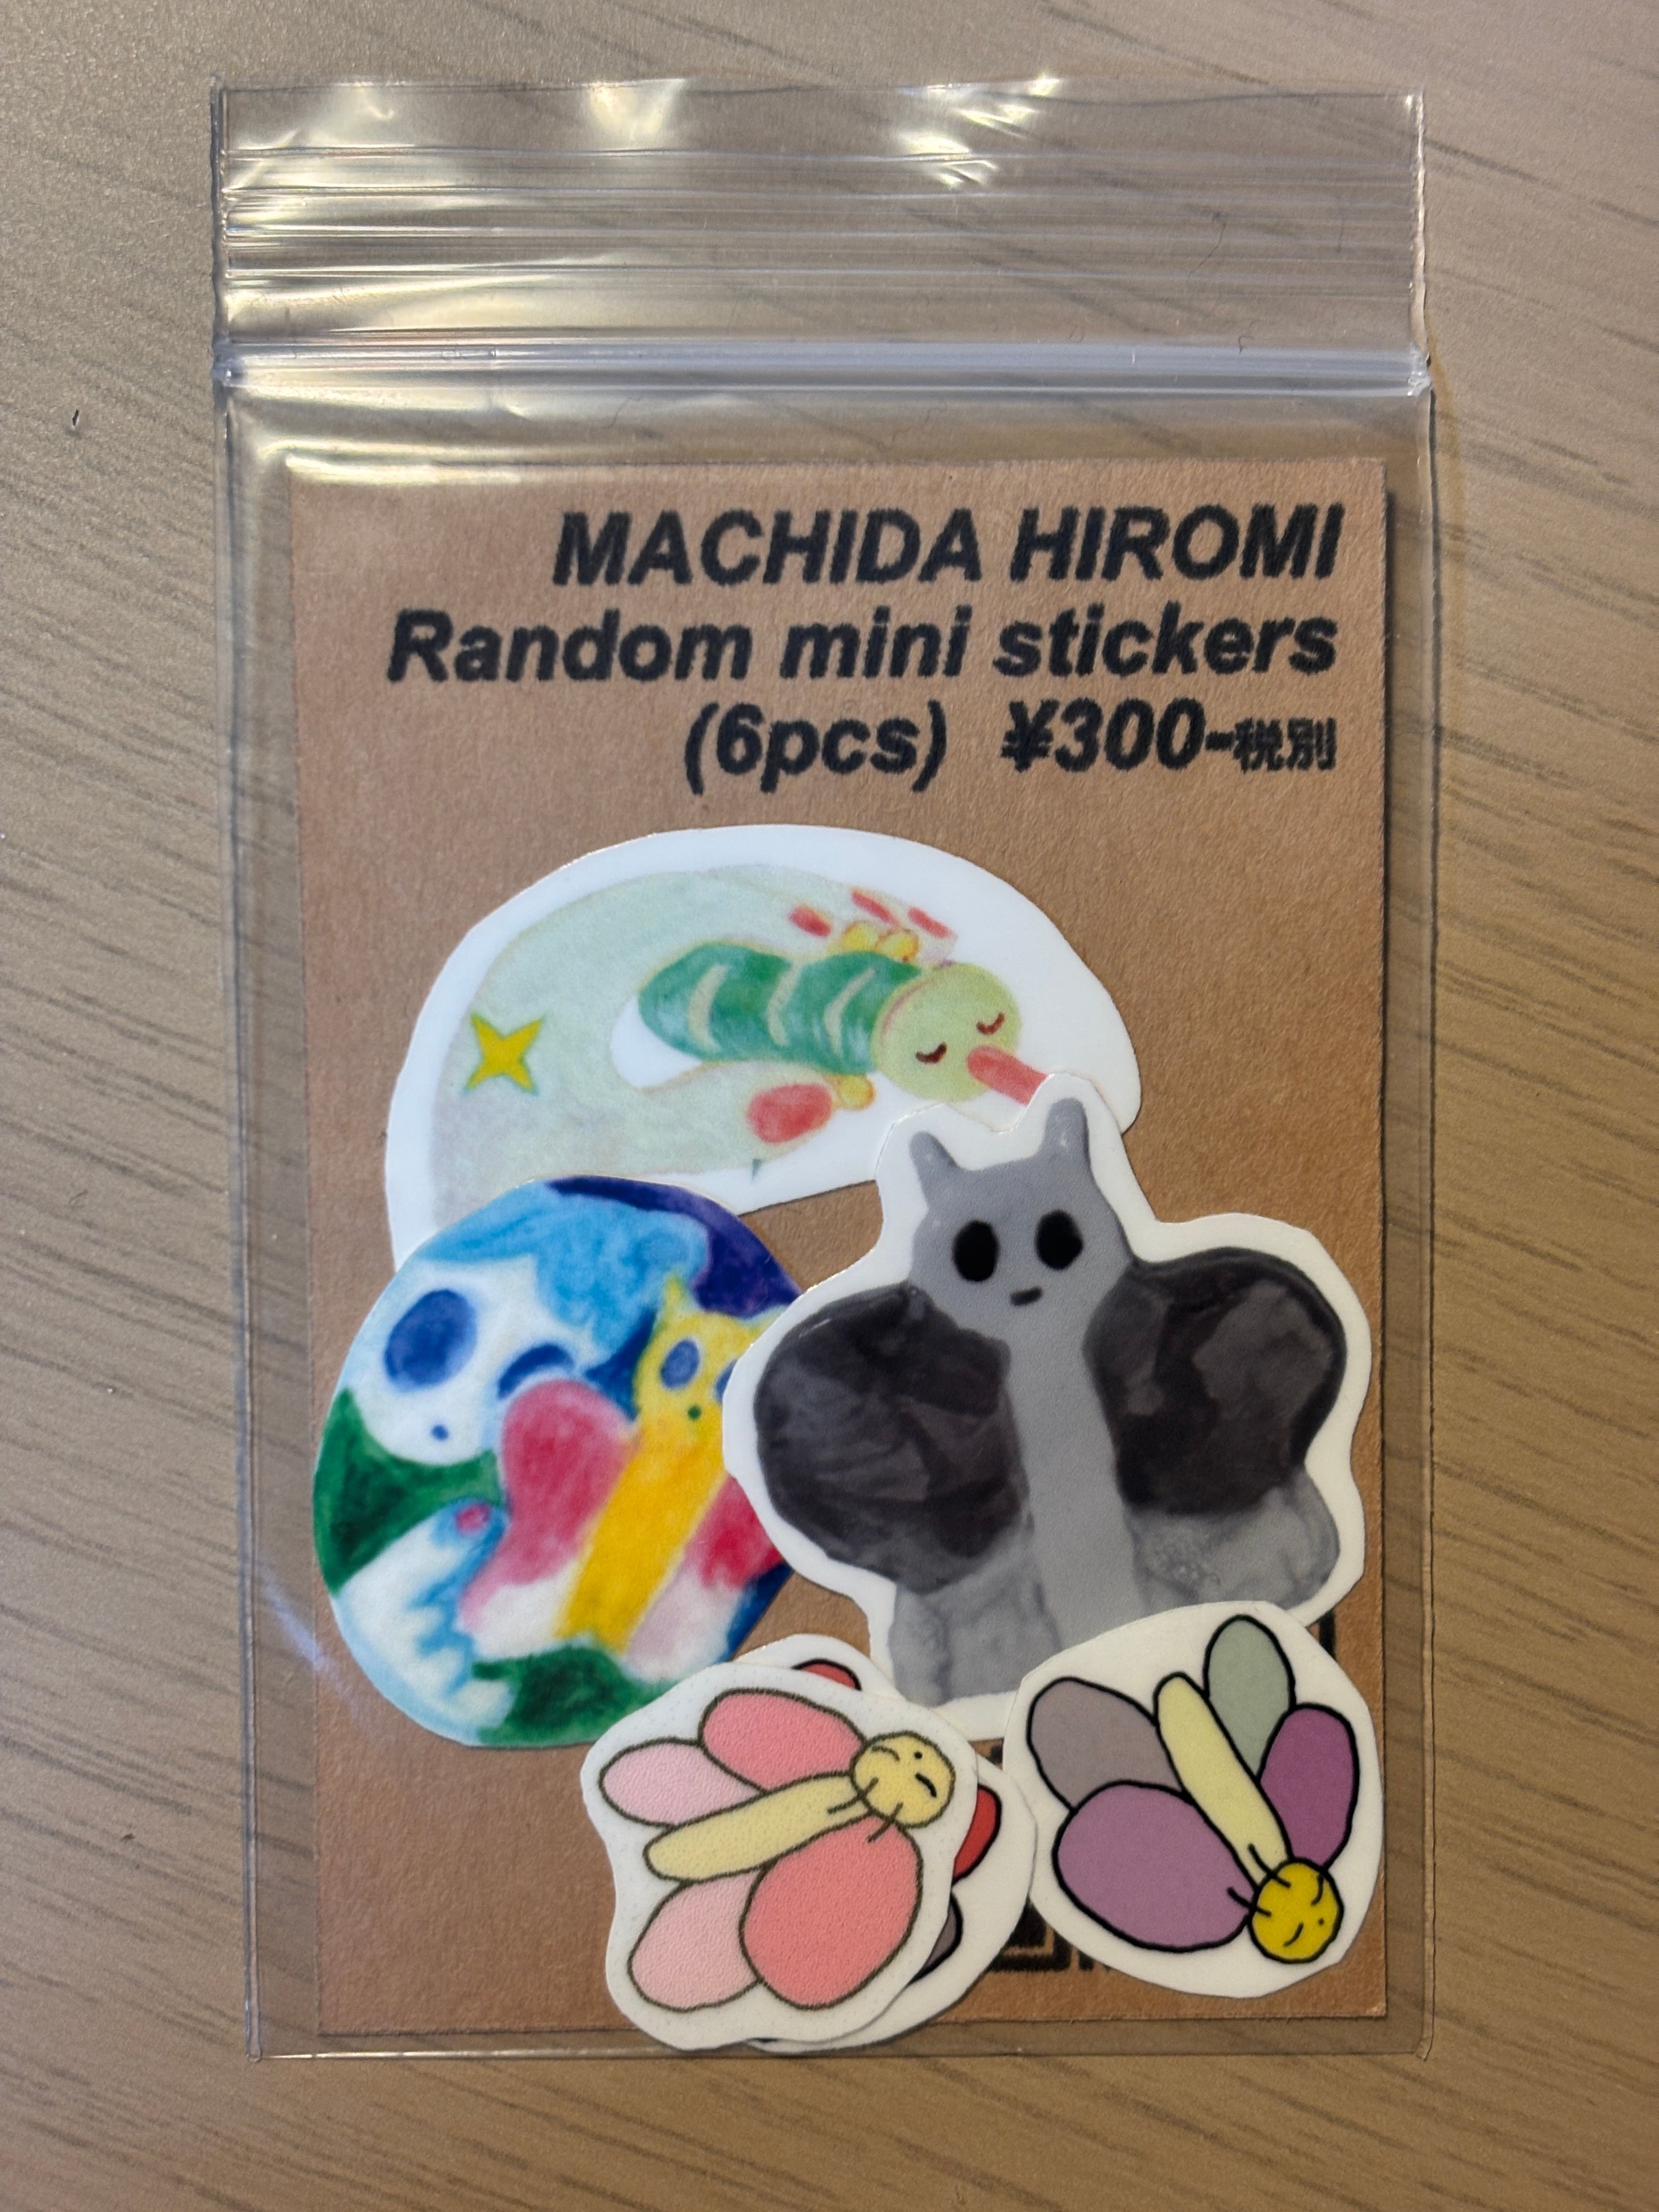 MACHIDA HIROMI
Random mini stickers
(6pcs) ¥300-税別